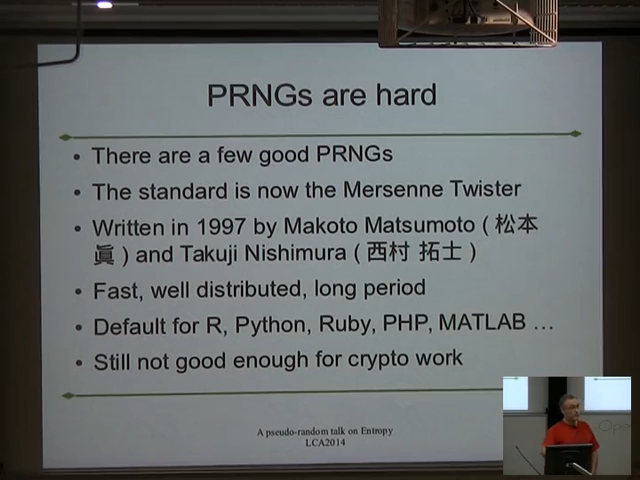 PRNGs are hard
• There are a few good PRNGs
• The standard is now the Mersenne Twister
• Written in 1997 by Makoto Matsumoto ( 松本
眞 ) and Takuji Nishimura ( 西村 拓士 )
• Fast, well distributed, long period
• Default for R, Python, Ruby, PHP, MATLAB …
• Still not good enough for crypto work
A pseudo-random talk on Entropy
LCA2014